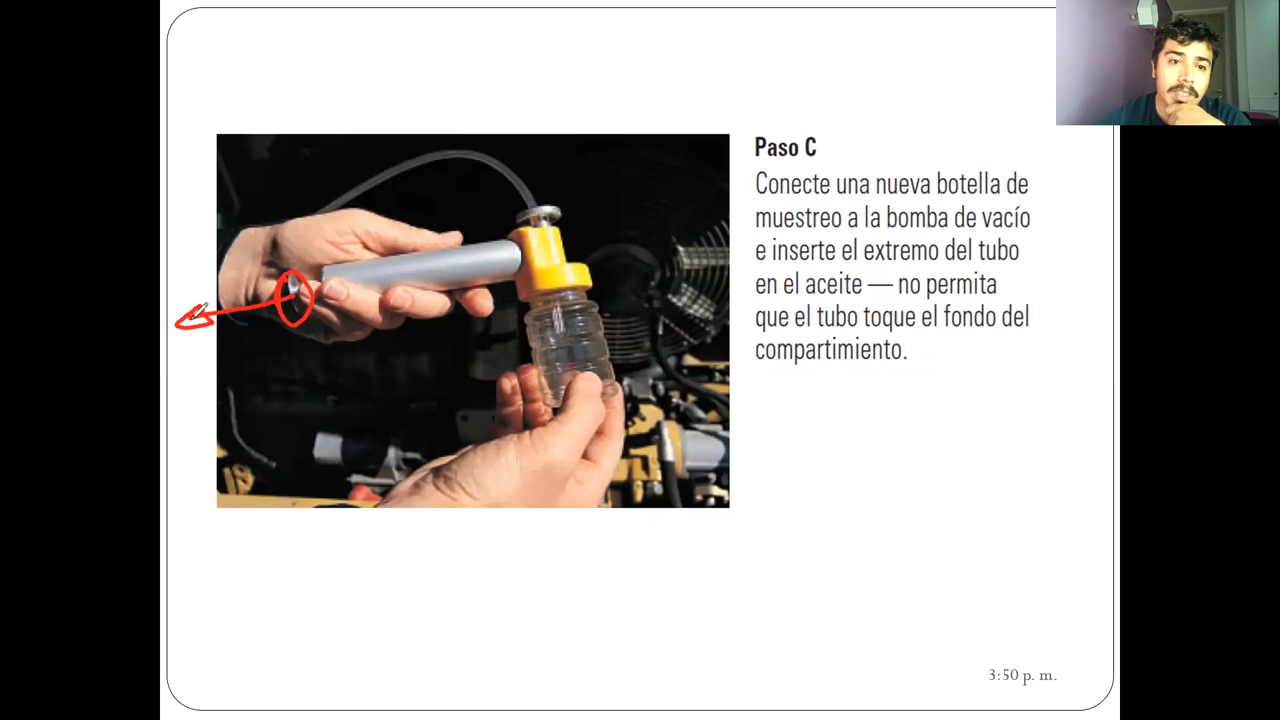 Paso C
Conecte una nueva botella de
muestreo a la bomba de vacío
e inserte el extremo del tubo
en el aceite — no permita
que el tubo toque el fondo del
compartimiento.
3:50 p. m.